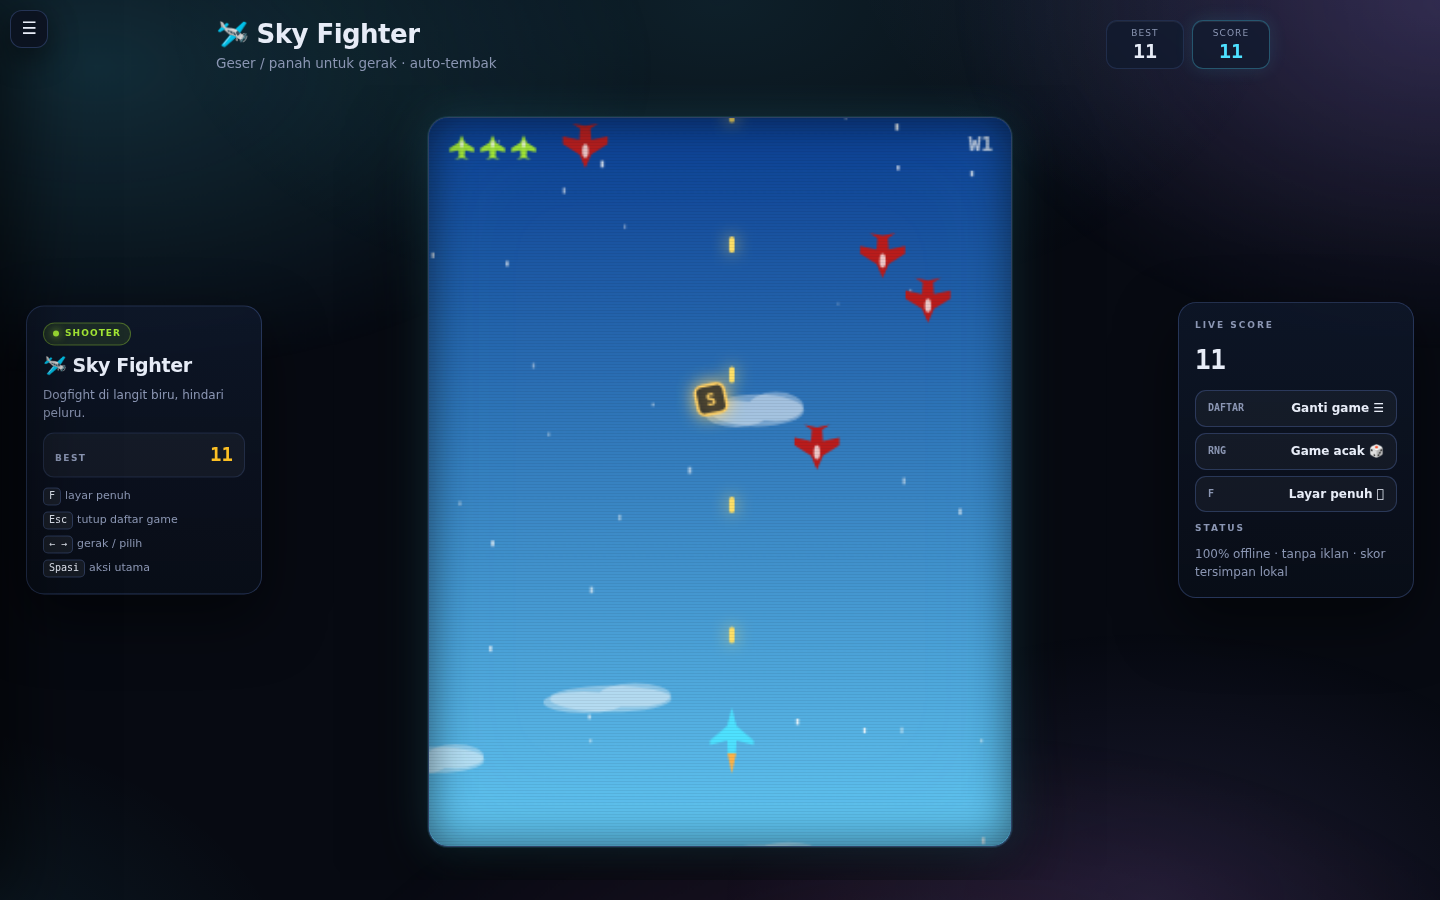 ☰
🛩️ Sky Fighter
Geser / panah untuk gerak · auto-tembak
BEST
11
SCORE
11
W1
S
SHOOTER
🛩️ Sky Fighter
Dogfight di langit biru, hindari
peluru.
BEST 11
F layar penuh
Esc tutup daftar game
← → gerak / pilih
Spasi aksi utama
LIVE SCORE
11
DAFTAR Ganti game ☰
RNG Game acak 🎲
F Layar penuh
STATUS
100% offline · tanpa iklan · skor
tersimpan lokal